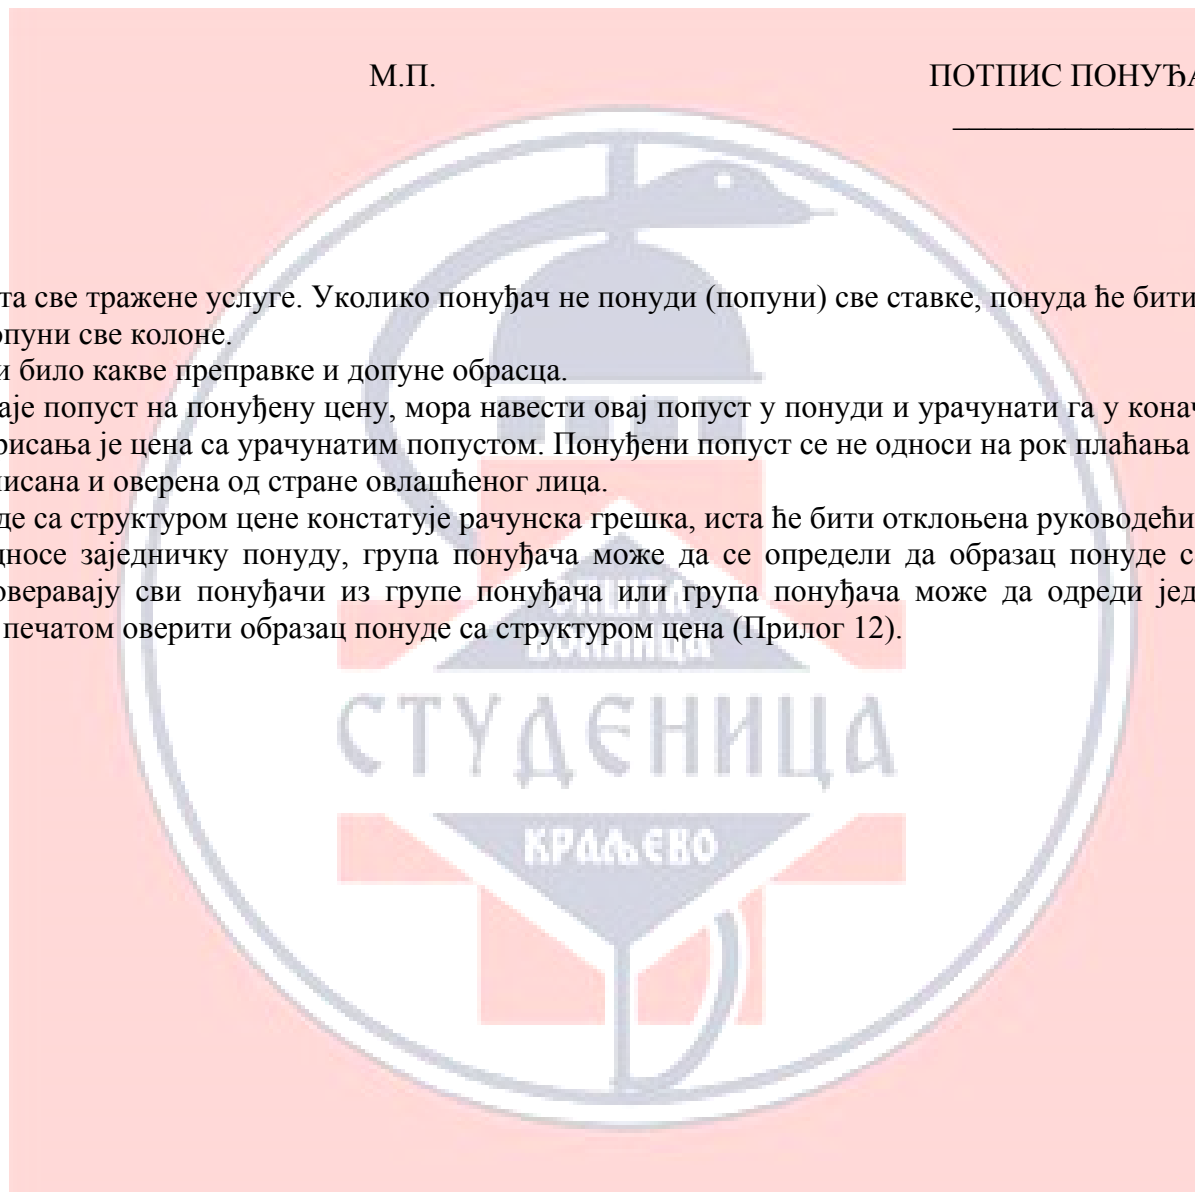 М.П.
ПОТПИС ПОНУЂА
та све тражене услуге. Уколико понуђач не понуди (попуни) све ставке, понуда ће бити
опуни све колоне.
и било какве преправке и допуне обрасца.
аје попуст на понуђену цену, мора навести овај попуст у понуди и урачунати га у конач
рисања је цена са урачунатим попустом. Понуђени попуст се не односи на рок плаћања
писана и оверена од стране овлашћеног лица.
де са структуром цене констатује рачунска грешка, иста ће бити отклоњена руководећи
дносе заједничку понуду, група понуђача може да се определи да образац понуде с
оверавају сви понуђачи из групе понуђача или група понуђача може да одреди јед
печатом оверити образац понуде са структуром цена (Прилог 12).
БОЛНИЦА
СТУДЕНИЦА
КРАЉЕВО